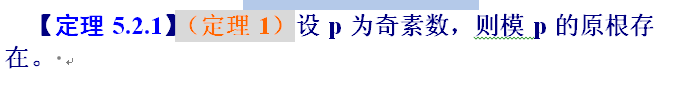 【定理 5.2.1】（定理 1）设 p 为奇素数，则模 p 的原根存
在。